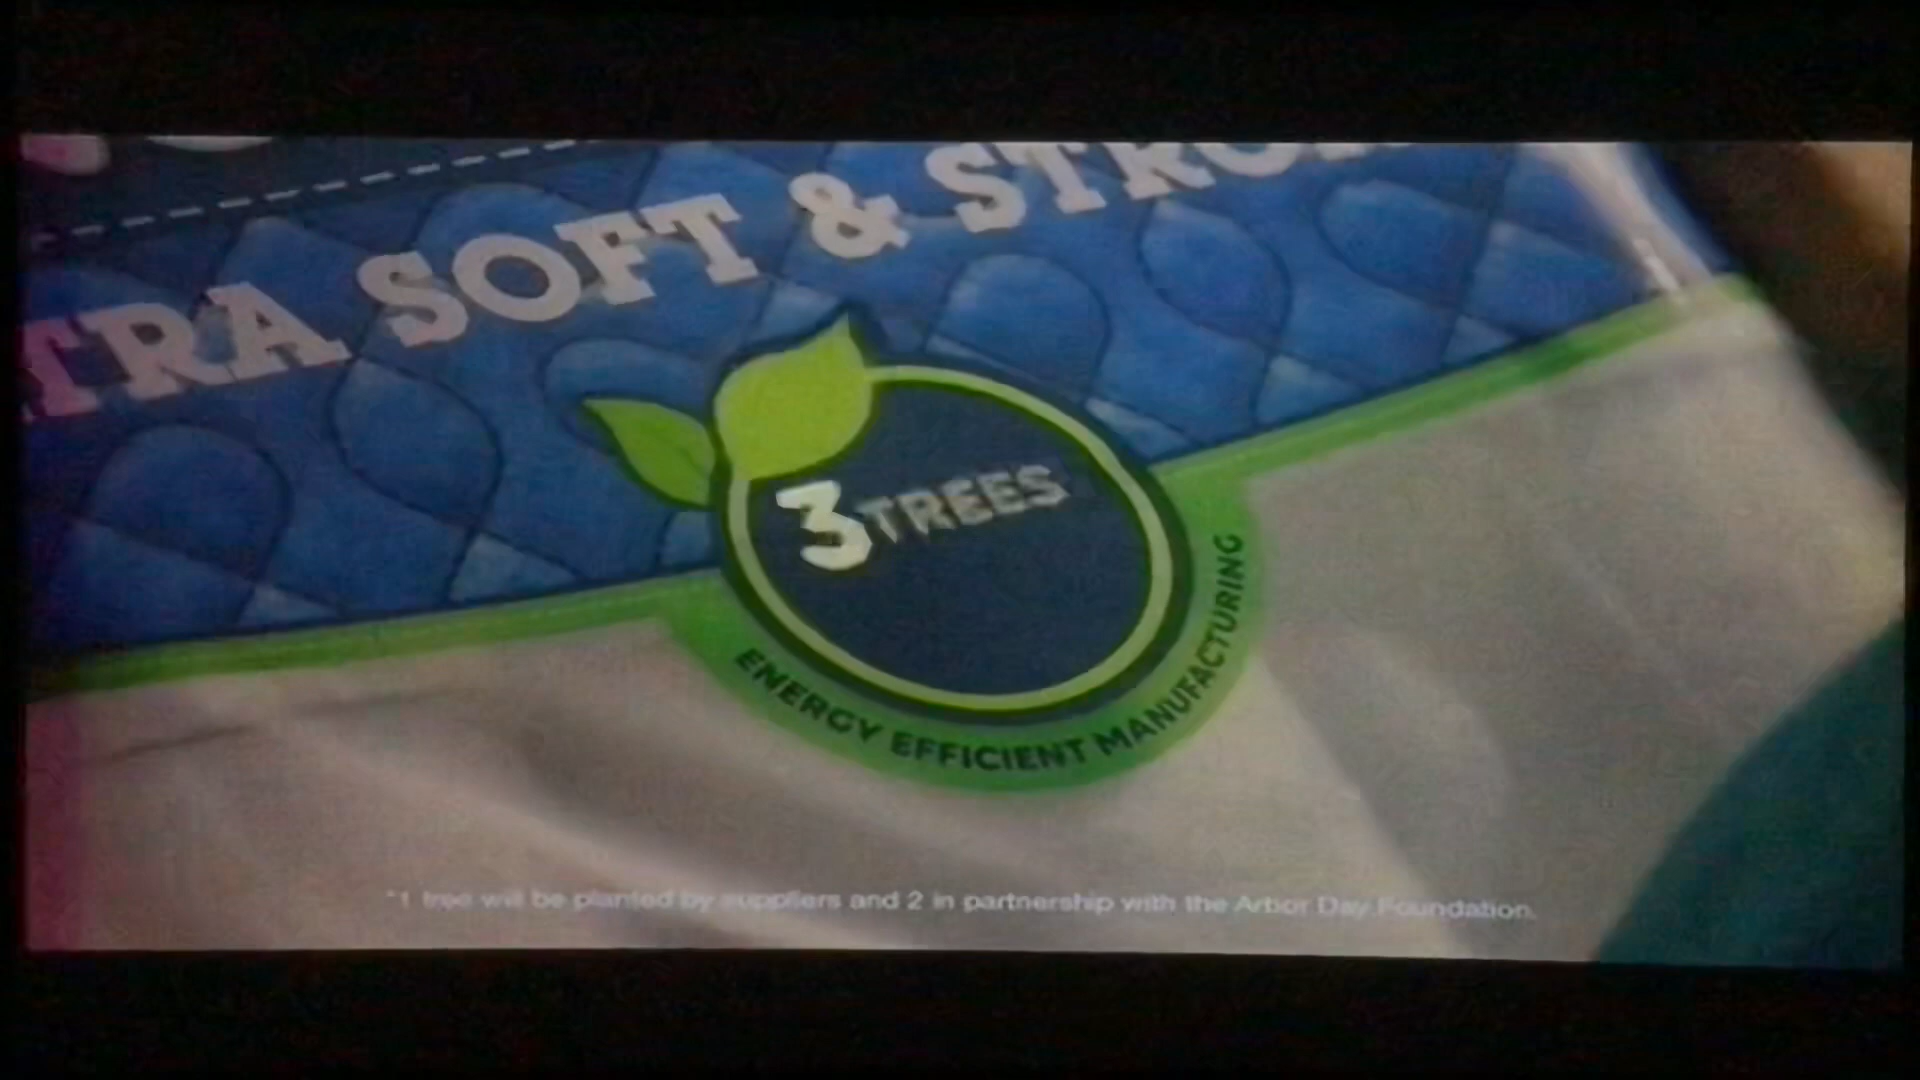 TRA SOFT & STRO
3 TREES
ENERGY EFFICIENT MANUFACTURING
*1 tree will be planted by suppliers and 2 in partnership with the Arbor Day Foundation.